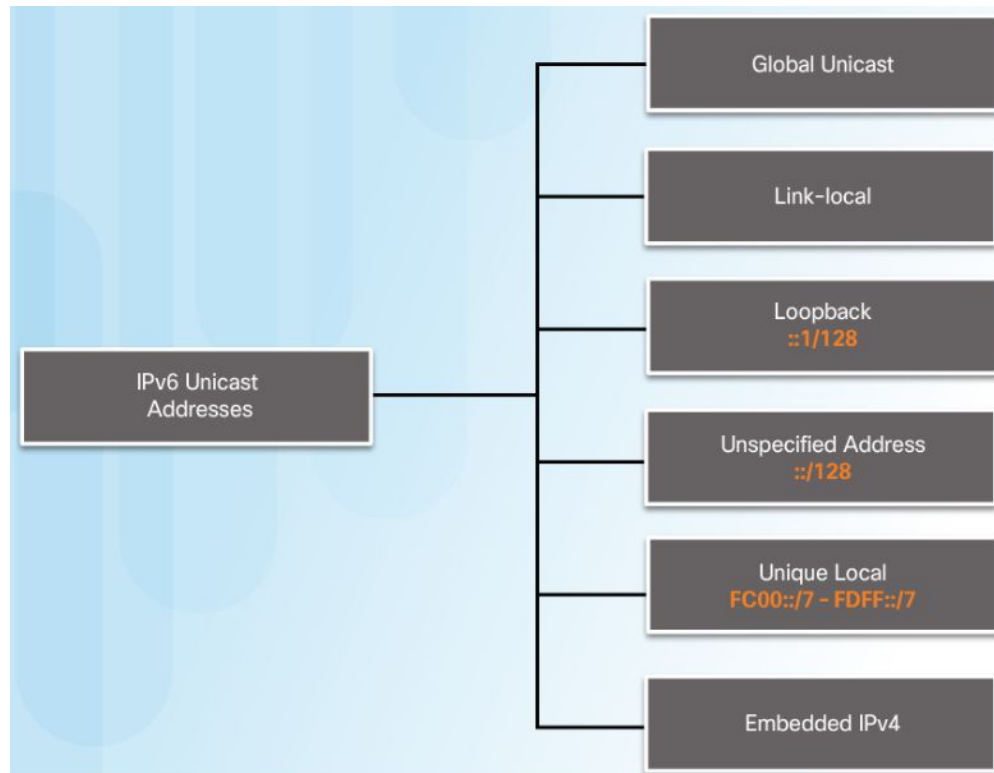 Global Unicast
Link-local
Loopback
::1/128
IPv6 Unicast
Addresses
Unspecified Address
::/128
Unique Local
FC00::/7 - FDFF::/7
Embedded IPv4